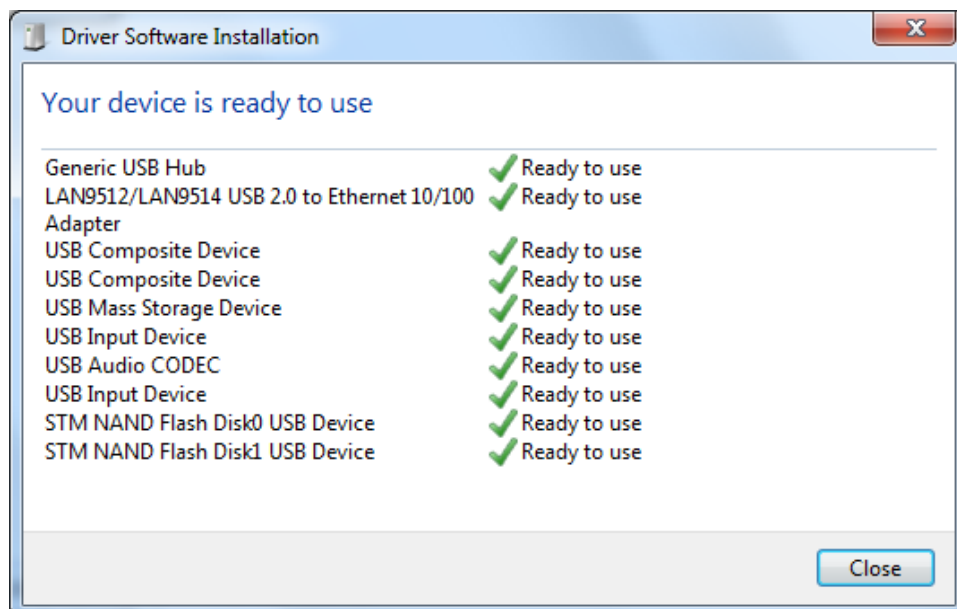 Driver Software Installation
Your device is ready to use
Generic USB Hub Ready to use
LAN9512/LAN9514 USB 2.0 to Ethernet 10/100 Ready to use
Adapter
USB Composite Device Ready to use
USB Composite Device Ready to use
USB Mass Storage Device Ready to use
USB Input Device Ready to use
USB Audio CODEC Ready to use
USB Input Device Ready to use
STM NAND Flash Disk0 USB Device Ready to use
STM NAND Flash Disk1 USB Device Ready to use
Close